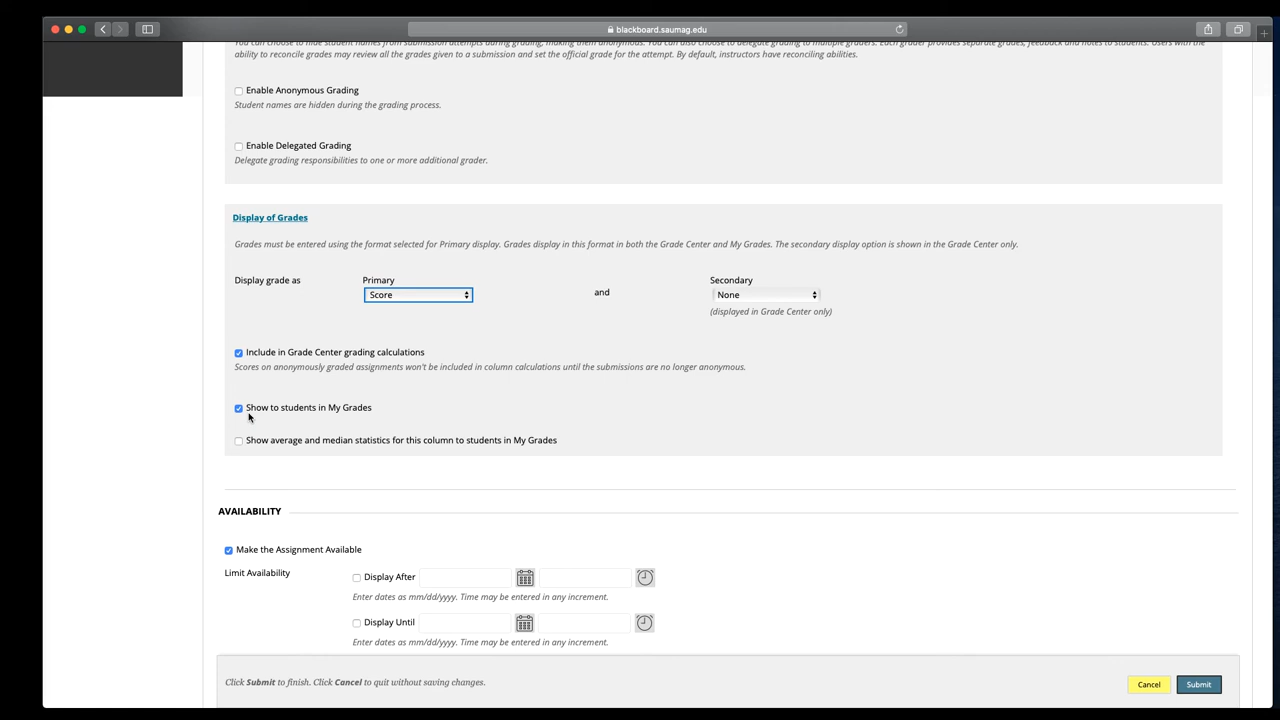 blackboard.saumag.edu
You can choose to hide student names from submission attempts during grading, making them anonymous. You can also choose to delegate grading to multiple graders. Each grader provides separate grades, feedback and notes to students. Users with the
ability to reconcile grades may review all the grades given to a submission and set the official grade for the attempt. By default, instructors have reconciling abilities.
Enable Anonymous Grading
Student names are hidden during the grading process.
Enable Delegated Grading
Delegate grading responsibilities to one or more additional grader.
Display of Grades
Grades must be entered using the format selected for Primary display. Grades display in this format in both the Grade Center and My Grades. The secondary display option is shown in the Grade Center only.
Display grade as Primary Secondary
Score and None
(displayed in Grade Center only)
Include in Grade Center grading calculations
Scores on anonymously graded assignments won't be included in column calculations until the submissions are no longer anonymous.
Show to students in My Grades
Show average and median statistics for this column to students in My Grades
AVAILABILITY
Make the Assignment Available
Limit Availability Display After
Enter dates as mm/dd/yyyy. Time may be entered in any increment.
Display Until
Enter dates as mm/dd/yyyy. Time may be entered in any increment.
Click Submit to finish. Click Cancel to quit without saving changes. Cancel Submit